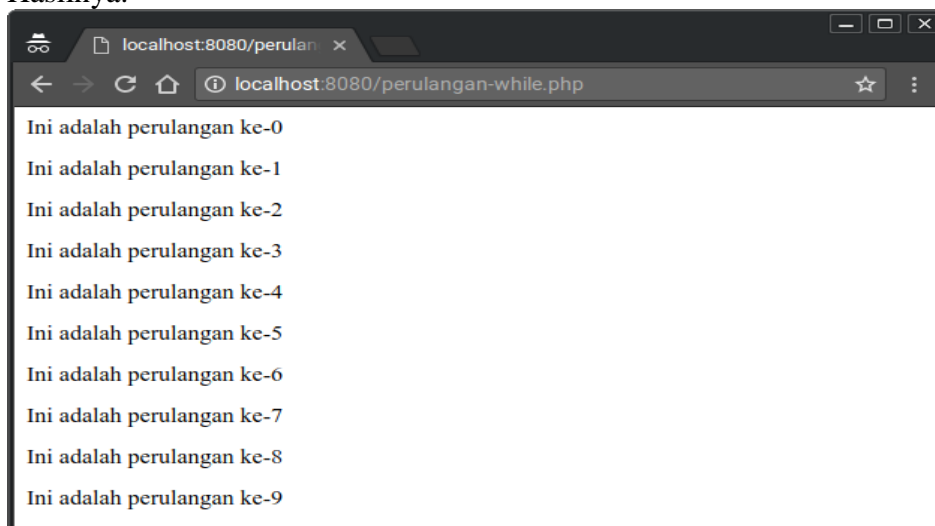 Hasilnya:
localhost:8080/perulan
localhost:8080/perulangan-while.php
Ini adalah perulangan ke-0
Ini adalah perulangan ke-1
Ini adalah perulangan ke-2
Ini adalah perulangan ke-3
Ini adalah perulangan ke-4
Ini adalah perulangan ke-5
Ini adalah perulangan ke-6
Ini adalah perulangan ke-7
Ini adalah perulangan ke-8
Ini adalah perulangan ke-9